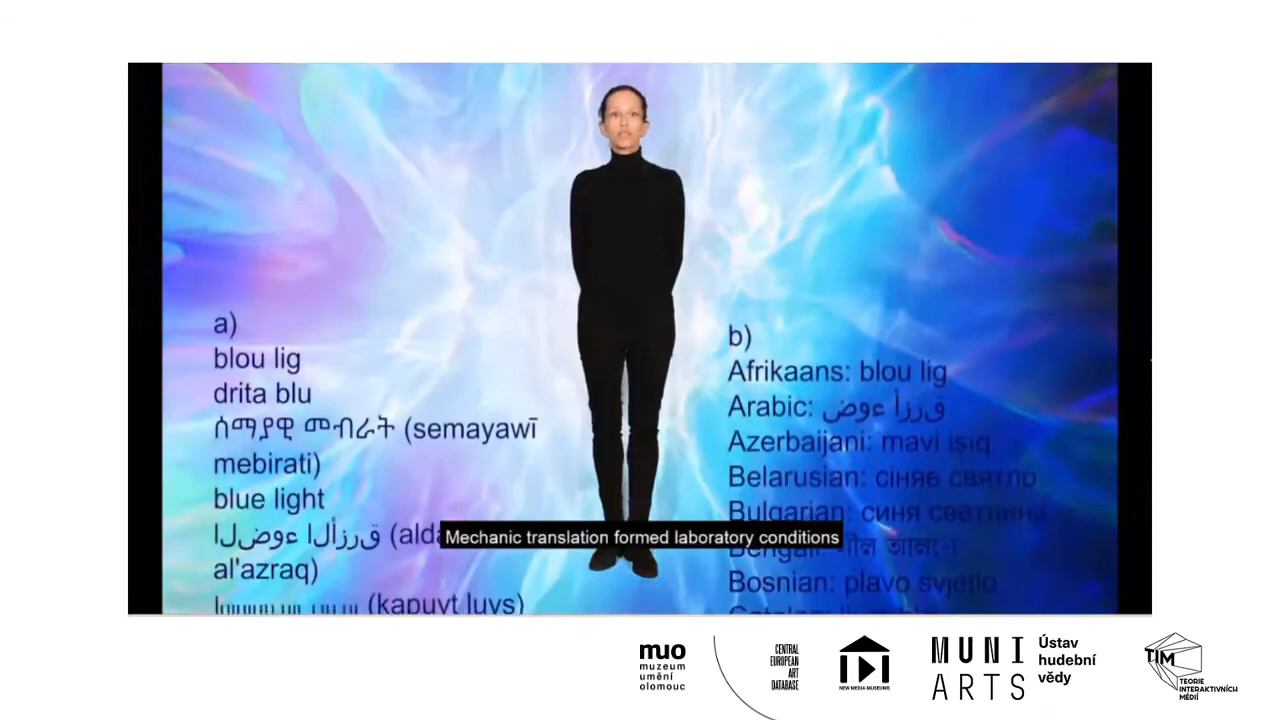 a)
blou lig
drita blu
ሰማያዊ መብራት (semayawī
mebirati)
blue light
الضوء الأزرق
al'azraq)
(kapuyt luys)
b)
Afrikaans: blou lig
Arabic: ضوء أزرق
Azerbaijani: mavi işıq
Belarusian: сіняе святло
Bulgarian: синя светлина
Bengali: নীল আলো
Bosnian: plavo svjetlo
Mechanic translation formed laboratory conditions
muo
muzeum
umění
olomouc
CENTRAL
EUROPEAN
ART
DATABASE
NEW MEDIA MUSEUMS
MUNI
ARTS
Ústav
hudební
vědy
TIM
TEORIE
INTERAKTIVNÍCH
MÉDIÍ